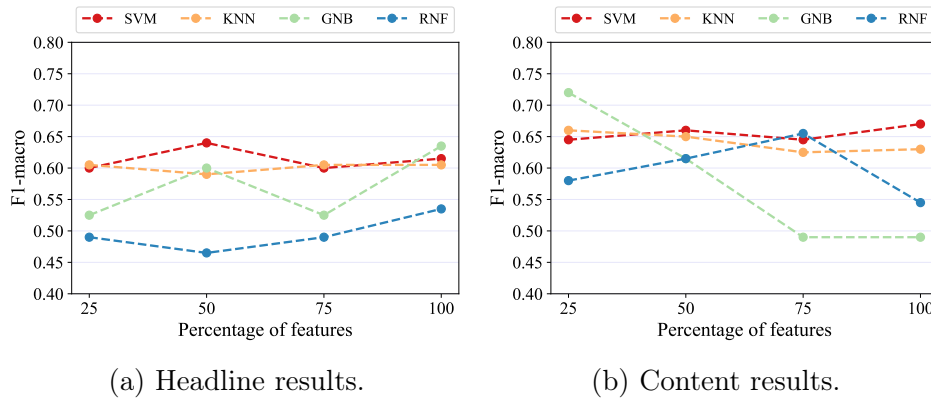 SVM KNN GNB RNF
0.80
0.75
0.70
0.65
0.60
0.55
0.50
0.45
0.40
F1-macro
25 50 75 100
Percentage of features
(a) Headline results.
SVM KNN GNB RNF
0.80
0.75
0.70
0.65
0.60
0.55
0.50
0.45
0.40
F1-macro
25 50 75 100
Percentage of features
(b) Content results.